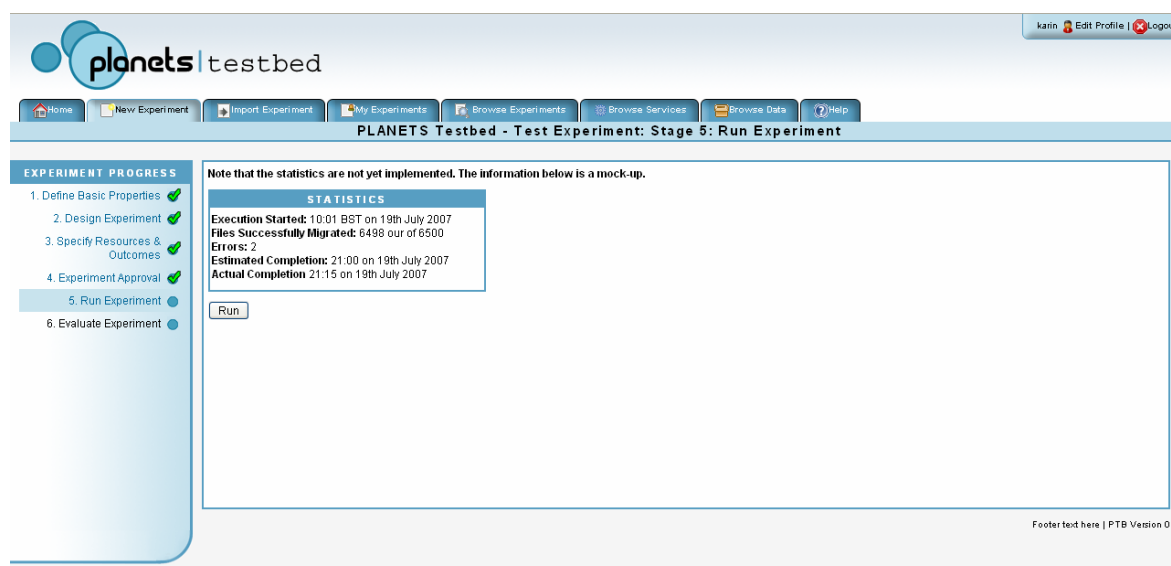 karin Edit Profile | Logou
planets testbed
Home New Experiment Import Experiment My Experiments Browse Experiments Browse Services Browse Data Help
PLANETS Testbed - Test Experiment: Stage 5: Run Experiment
EXPERIMENT PROGRESS
1. Define Basic Properties
2. Design Experiment
3. Specify Resources &
Outcomes
4. Experiment Approval
5. Run Experiment
6. Evaluate Experiment
Note that the statistics are not yet implemented. The information below is a mock-up.
STATISTICS
Execution Started: 10:01 BST on 19th July 2007
Files Successfully Migrated: 6498 our of 6500
Errors: 2
Estimated Completion: 21:00 on 19th July 2007
Actual Completion 21:15 on 19th July 2007
Run
Footer text here | PTB Version 0